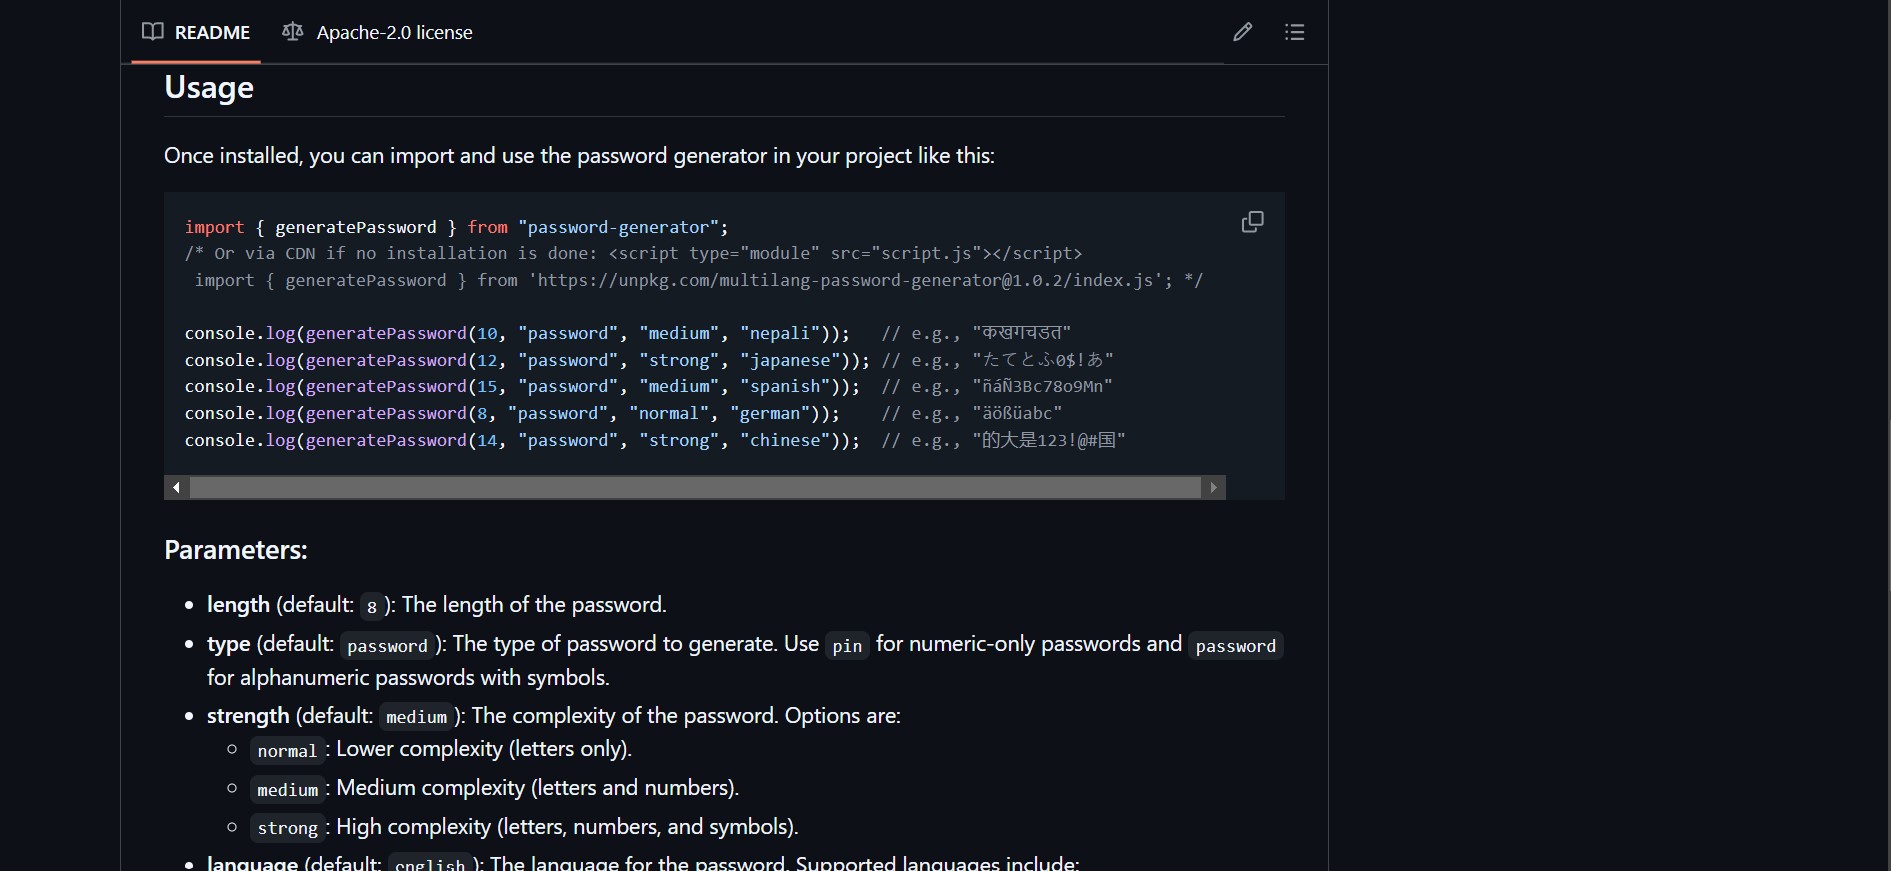 README
Apache-2.0 license
Usage
Once installed, you can import and use the password generator in your project like this:
import { generatePassword } from "password-generator";
/* Or via CDN if no installation is done: <script type="module" src="script.js"></script>
import { generatePassword } from 'https://unpkg.com/multilang-password-generator@1.0.2/index.js'; */
console.log(generatePassword(10, "password", "medium", "nepali"));   // e.g., "कखगचडत"
console.log(generatePassword(12, "password", "strong", "japanese")); // e.g., "たてとふ0$!あ"
console.log(generatePassword(15, "password", "medium", "spanish"));  // e.g., "ñáÑ3Bc78o9Mn"
console.log(generatePassword(8, "password", "normal", "german"));    // e.g., "äößüabc"
console.log(generatePassword(14, "password", "strong", "chinese"));  // e.g., "的大是123!@#国"
Parameters:
length (default: 8): The length of the password.
type (default: password): The type of password to generate. Use pin for numeric-only passwords and password
for alphanumeric passwords with symbols.
strength (default: medium): The complexity of the password. Options are:
normal: Lower complexity (letters only).
medium: Medium complexity (letters and numbers).
strong: High complexity (letters, numbers, and symbols).
language (default: english): The language for the password. Supported languages include: